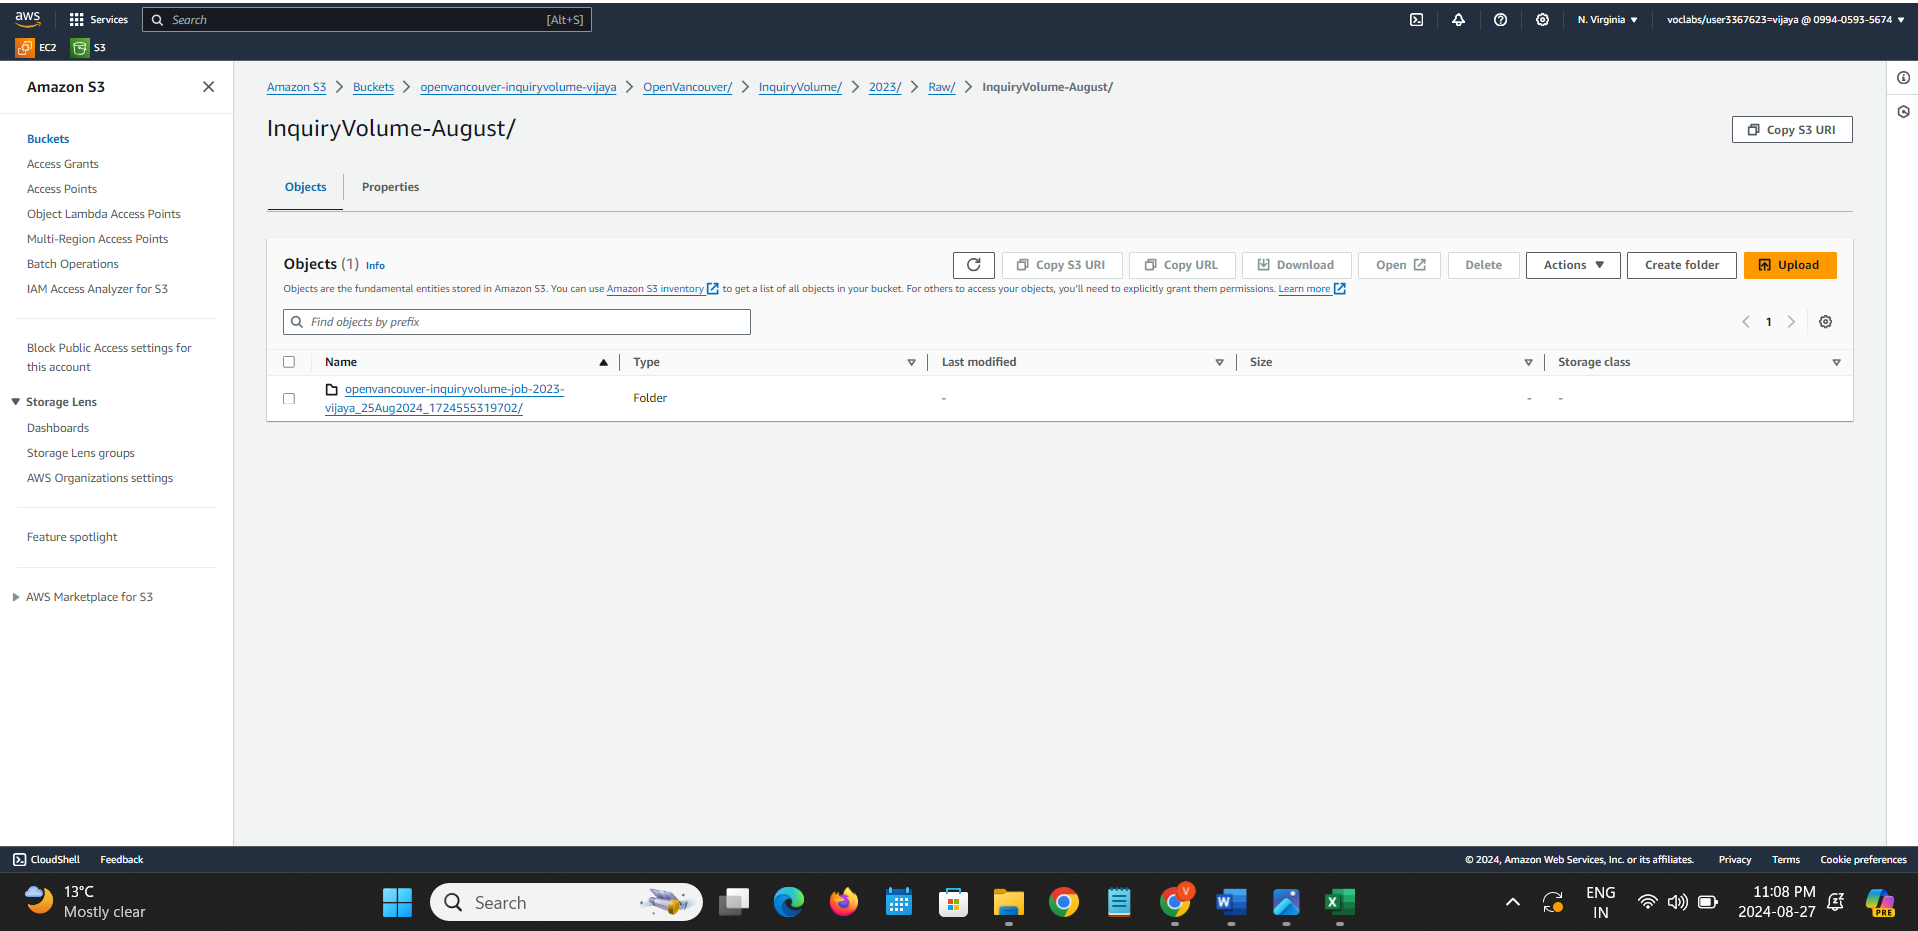 aws Services Search [Alt+S] N. Virginia voclabs/user3367623=vijaya @ 0994-0593-5674
EC2 S3
Amazon S3
Buckets
Access Grants
Access Points
Object Lambda Access Points
Multi-Region Access Points
Batch Operations
IAM Access Analyzer for S3
Block Public Access settings for
this account
Storage Lens
Dashboards
Storage Lens groups
AWS Organizations settings
Feature spotlight
AWS Marketplace for S3
Amazon S3 > Buckets > openvancouver-inquiryvolume-vijaya > OpenVancouver/ > InquiryVolume/ > 2023/ > Raw/ > InquiryVolume-August/
InquiryVolume-August/
Copy S3 URI
Objects Properties
Objects (1) Info
Copy S3 URI Copy URL Download Open Delete Actions Create folder Upload
Objects are the fundamental entities stored in Amazon S3. You can use Amazon S3 inventory to get a list of all objects in your bucket. For others to access your objects, you'll need to explicitly grant them permissions. Learn more
Find objects by prefix
< 1 >
Name Type Last modified Size Storage class
openvancouver-inquiryvolume-job-2023-
vijaya_25Aug2024_1724555319702/
Folder - - -
CloudShell Feedback © 2024, Amazon Web Services, Inc. or its affiliates. Privacy Terms Cookie preferences
13°C
Mostly clear
Search
V
W
X
ENG
IN
11:08 PM
2024-08-27
PRE